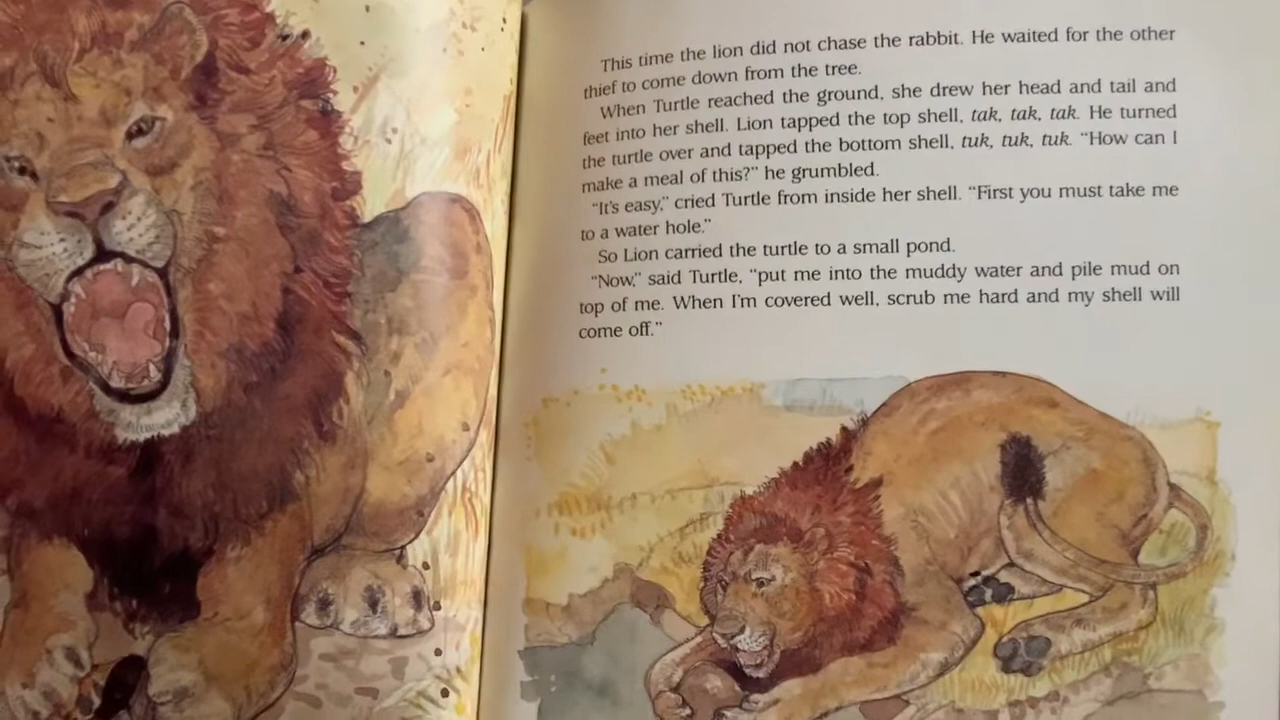 This time the lion did not chase the rabbit. He waited for the other
thief to come down from the tree.
When Turtle reached the ground, she drew her head and tail and
feet into her shell. Lion tapped the top shell, tak, tak, tak. He turned
the turtle over and tapped the bottom shell, tuk, tuk, tuk. “How can I
make a meal of this?” he grumbled.
“It’s easy,” cried Turtle from inside her shell. “First you must take me
to a water hole.”
So Lion carried the turtle to a small pond.
“Now,” said Turtle, “put me into the muddy water and pile mud on
top of me. When I’m covered well, scrub me hard and my shell will
come off.”